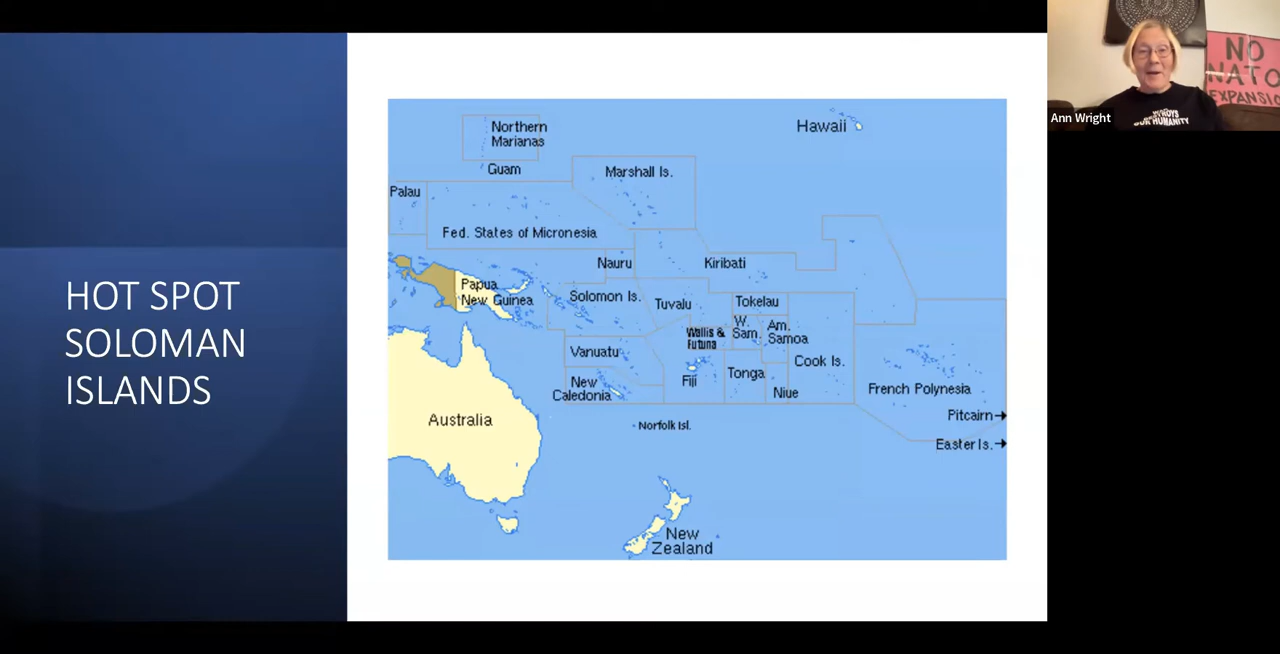 HOT SPOT
SOLOMAN
ISLANDS
Northern
Marianas
Hawaii
Guam
Marshall Is.
Palau
Fed. States of Micronesia
Nauru
Kiribati
Papua
New Guinea
Solomon Is.
Tuvalu
Tokelau
W.
Sam.
Am.
Samoa
Wallis &
Futuna
Vanuatu
Cook Is.
Fiji
Tonga
New
Caledonia
Niue
French Polynesia
Pitcairn
Australia
Norfolk Isl.
Easter Is.
New
Zealand
NO
NATO
EXPANSIO
OUR HUMANITY
Ann Wright